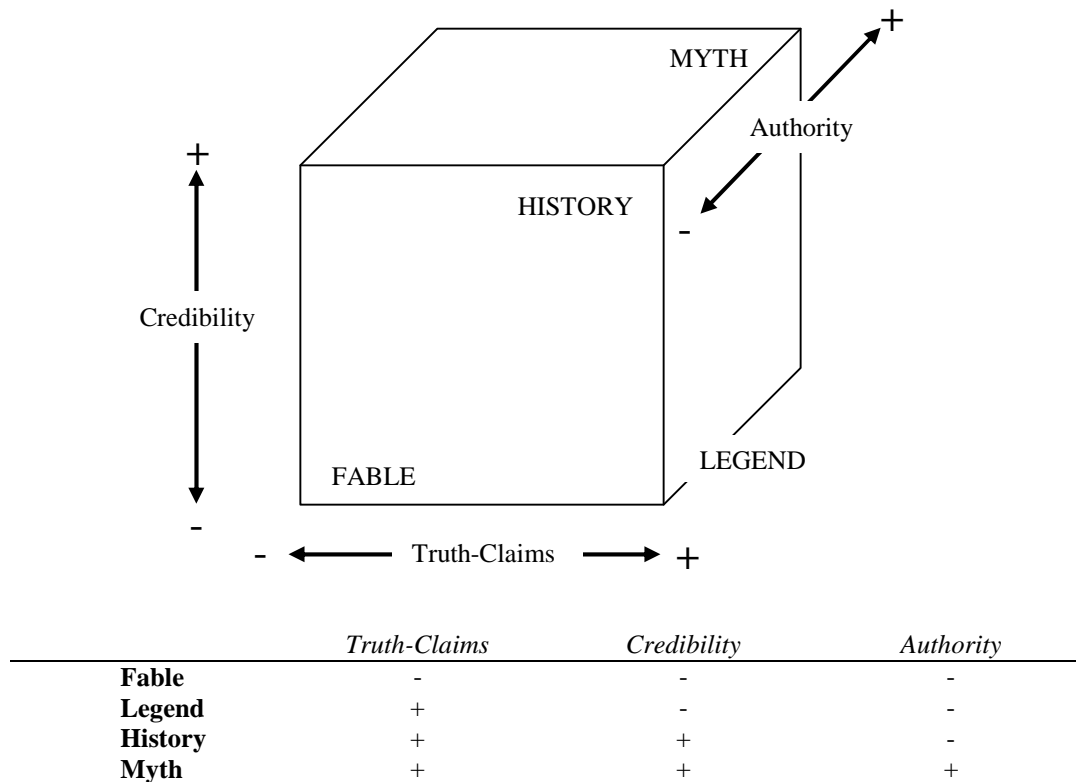 +
MYTH
Authority
+
HISTORY
-
Credibility
LEGEND
FABLE
-
- Truth-Claims +
Truth-Claims Credibility Authority
Fable - - -
Legend + - -
History + + -
Myth + + +